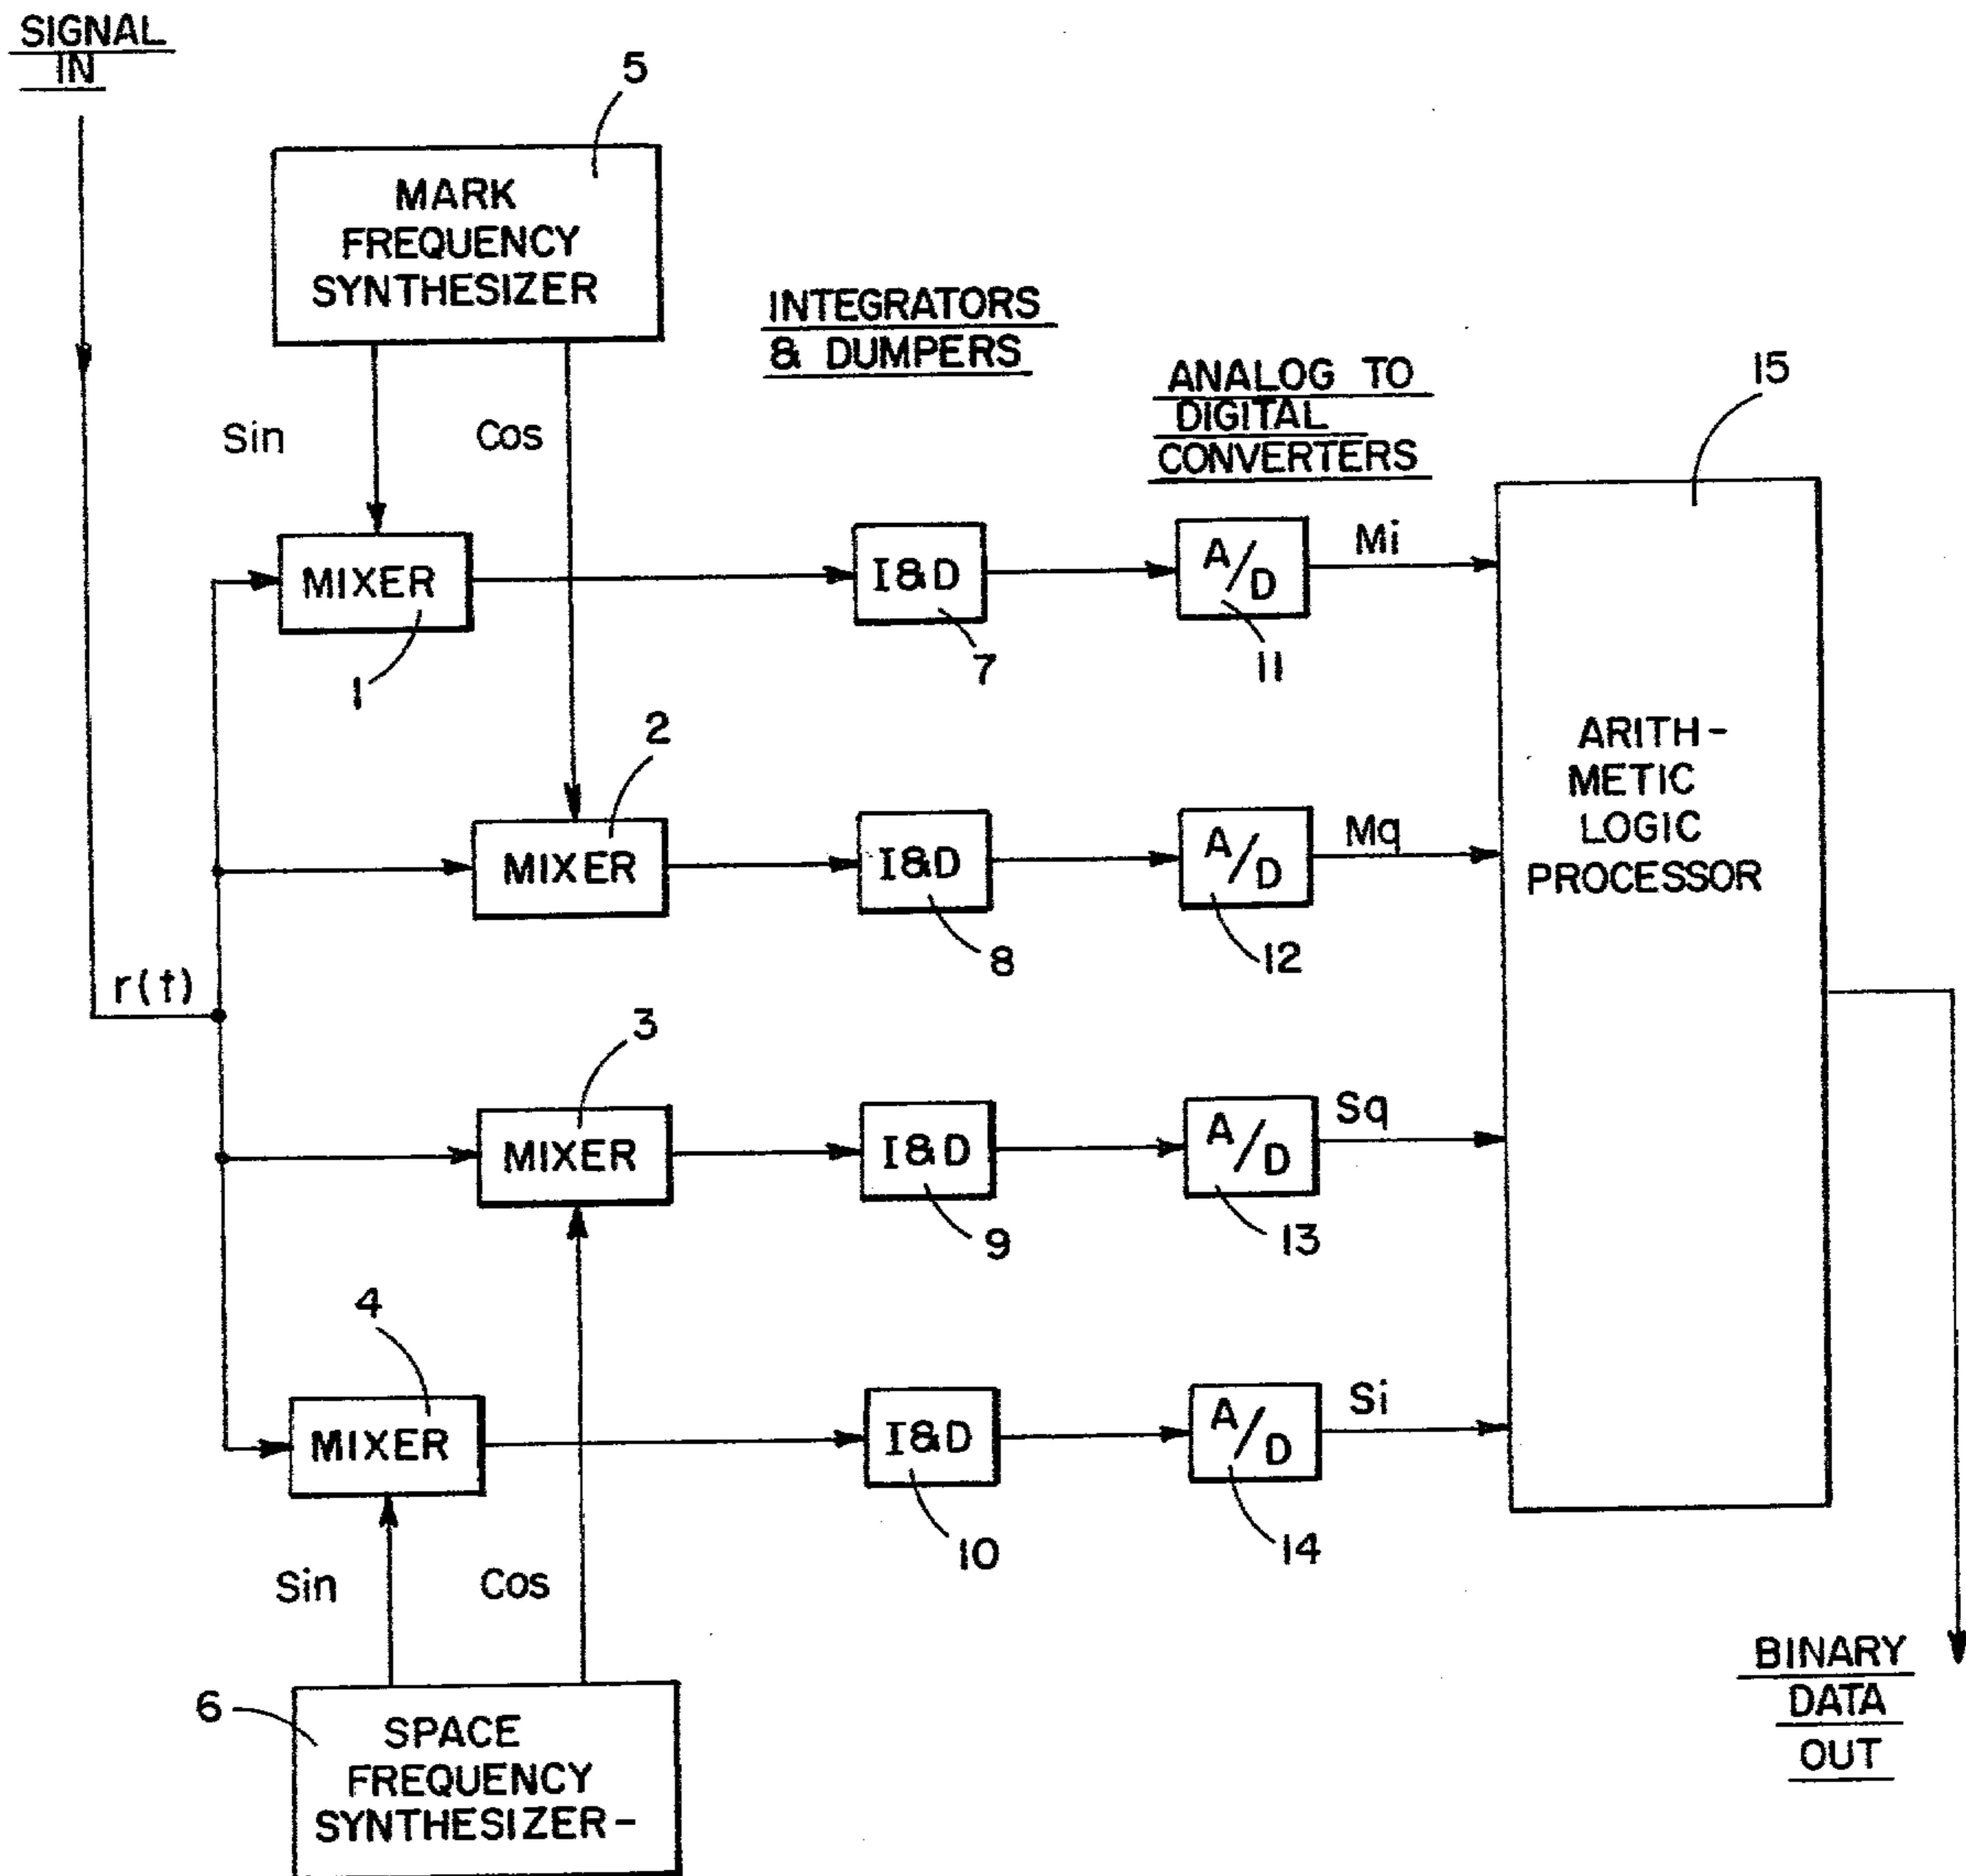 SIGNAL
IN
5
MARK
FREQUENCY
SYNTHESIZER
INTEGRATORS
& DUMPERS
ANALOG TO
DIGITAL
CONVERTERS
15
Sin
Cos
MIXER
1
I&D
7
A/D
11
Mi
2
MIXER
I&D
8
A/D
12
Mq
ARITH-
METIC
LOGIC
PROCESSOR
r(t)
3
MIXER
I&D
9
A/D
13
Sq
4
MIXER
I&D
10
A/D
14
Si
Sin
Cos
6
SPACE
FREQUENCY
SYNTHESIZER-
BINARY
DATA
OUT